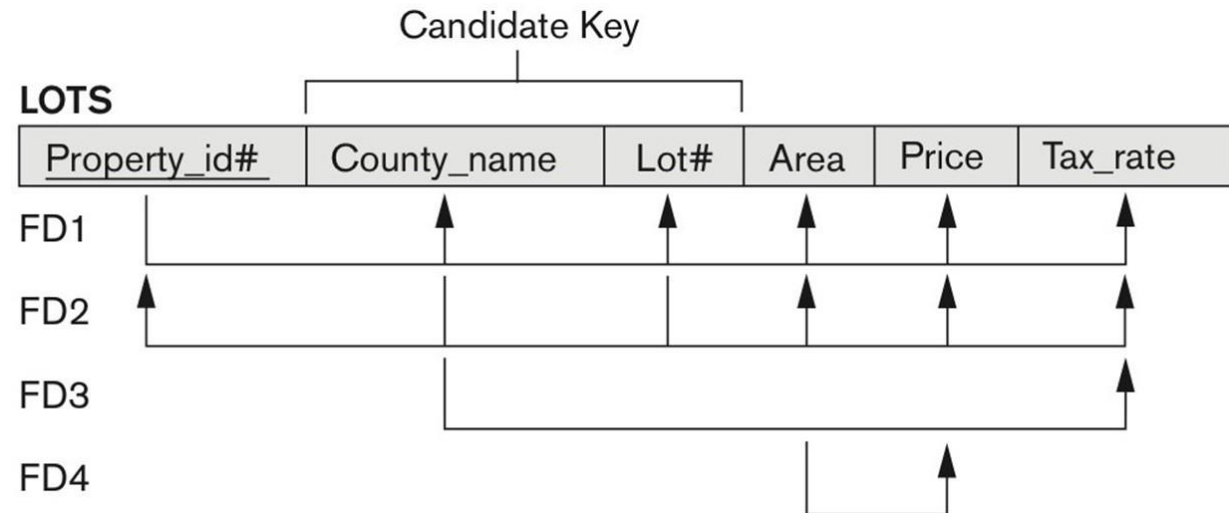 Candidate Key
LOTS
Property_id# County_name Lot# Area Price Tax_rate
FD1
FD2
FD3
FD4